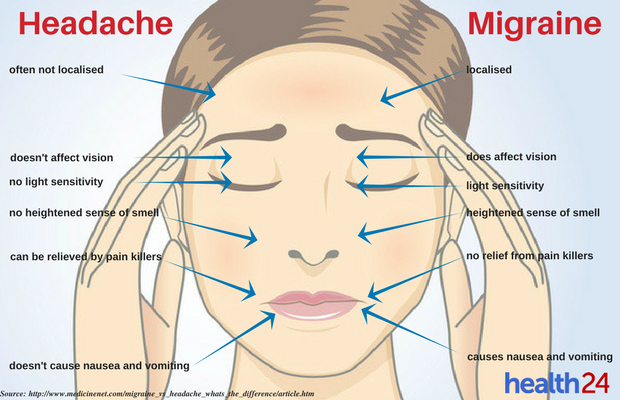 Headache
Migraine
often not localised
localised
doesn't affect vision
does affect vision
no light sensitivity
light sensitivity
no heightened sense of smell
heightened sense of smell
can be relieved by pain killers
no relief from pain killers
doesn't cause nausea and vomiting
causes nausea and vomiting
health24
Source: http://www.medicinenet.com/migraine_vs_headache_whats_the_difference/article.htm